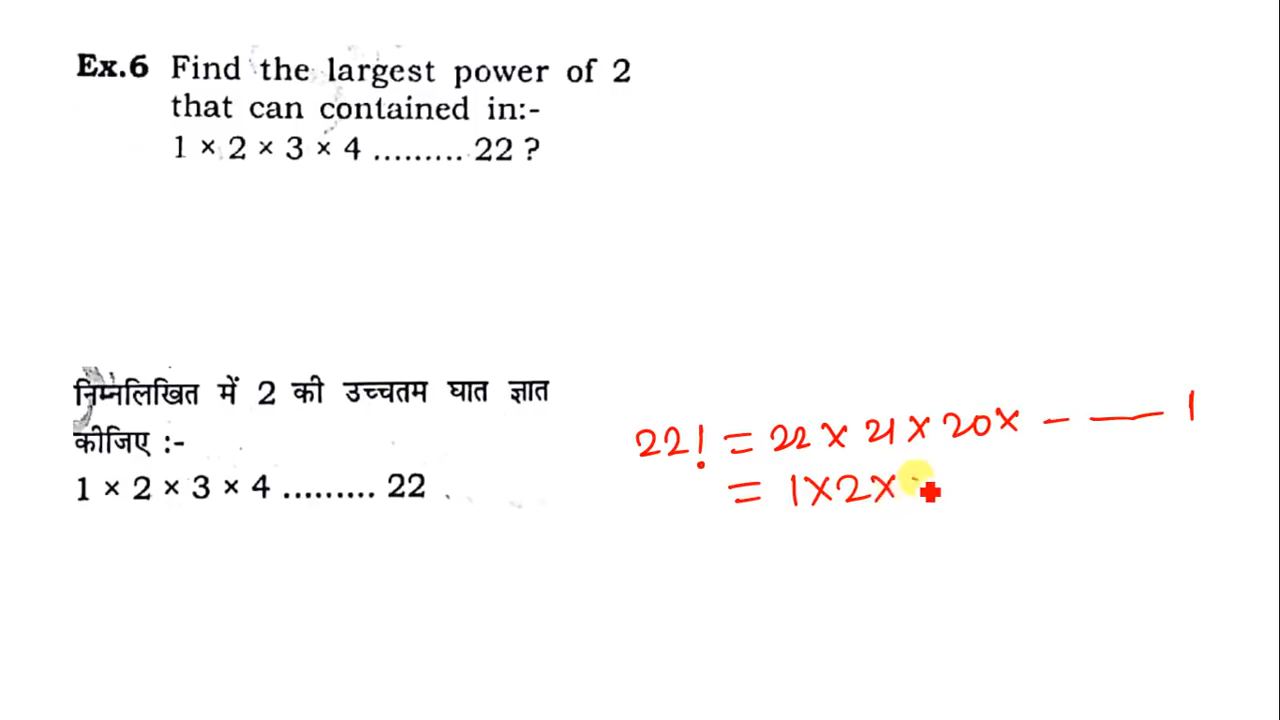 Ex.6 Find the largest power of 2
that can contained in:-
1 × 2 × 3 × 4 ......... 22 ?
निम्नलिखित में 2 की उच्चतम घात ज्ञात
कीजिए :-
1 × 2 × 3 × 4 ......... 22
22! = 22 × 21 × 20 × - — 1
= 1 × 2 ×